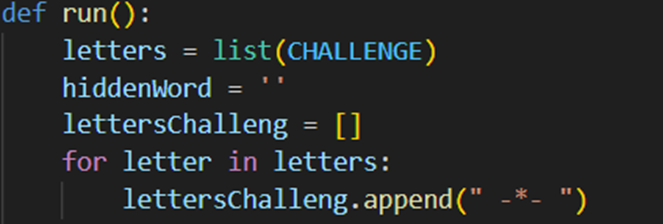 def run():
    letters = list(CHALLENGE)
    hiddenWord = ''
    lettersChalleng = []
    for letter in letters:
        lettersChalleng.append(" -*- ")